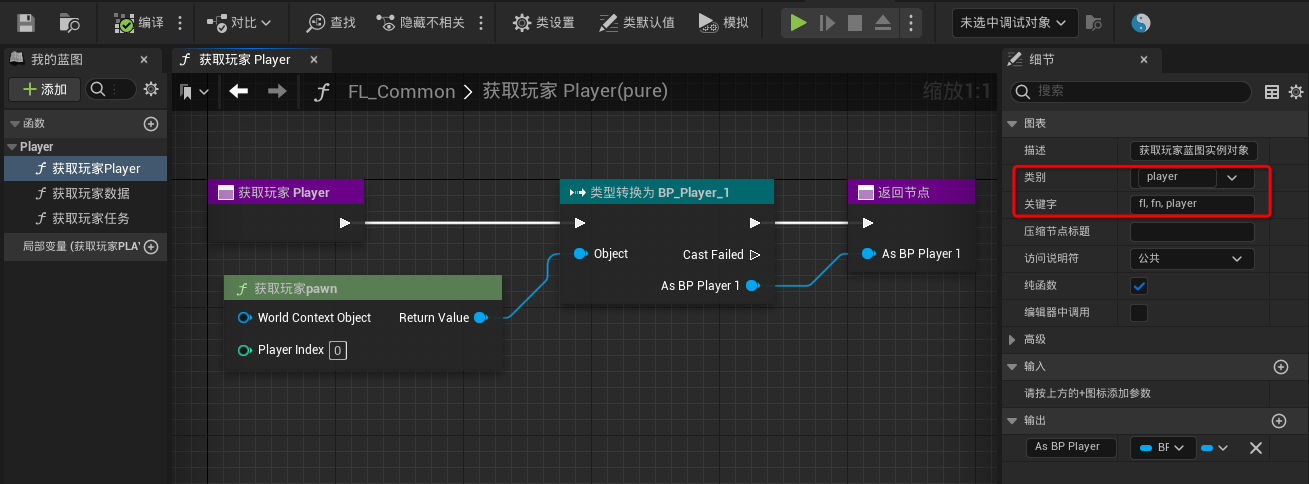 编译
对比
查找
隐藏不相关
类设置
类默认值
模拟
未选中调试对象
我的蓝图
获取玩家 Player
细节
添加
FL_Common > 获取玩家 Player(pure)
缩放1:1
搜索
函数
Player
获取玩家Player
获取玩家数据
获取玩家任务
局部变量 (获取玩家PLAY
获取玩家 Player
类型转换为 BP_Player_1
Object
Cast Failed
As BP Player 1
返回节点
As BP Player 1
获取玩家pawn
World Context Object
Return Value
Player Index 0
图表
描述 获取玩家蓝图实例对象
类别 player
关键字 fl, fn, player
压缩节点标题
访问说明符 公共
纯函数
编辑器中调用
高级
输入
请按上方的+图标添加参数
输出
As BP Player